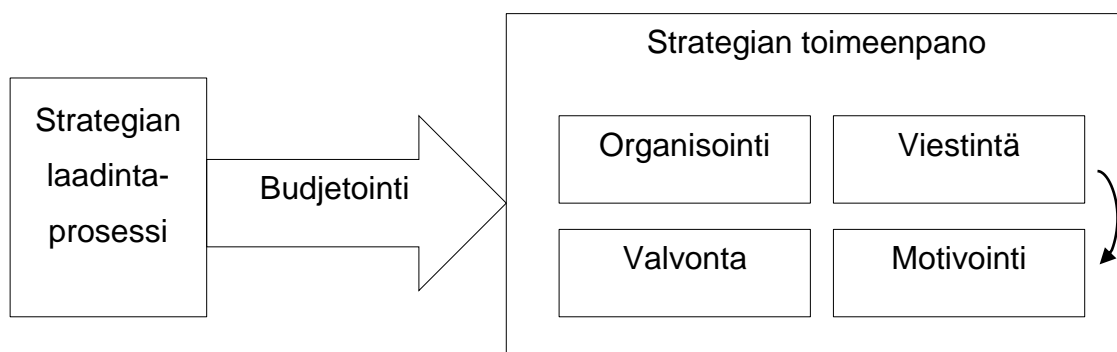 Strategian toimeenpano
Strategian
laadinta-
prosessi
Budjetointi
Organisointi
Viestintä
Valvonta
Motivointi